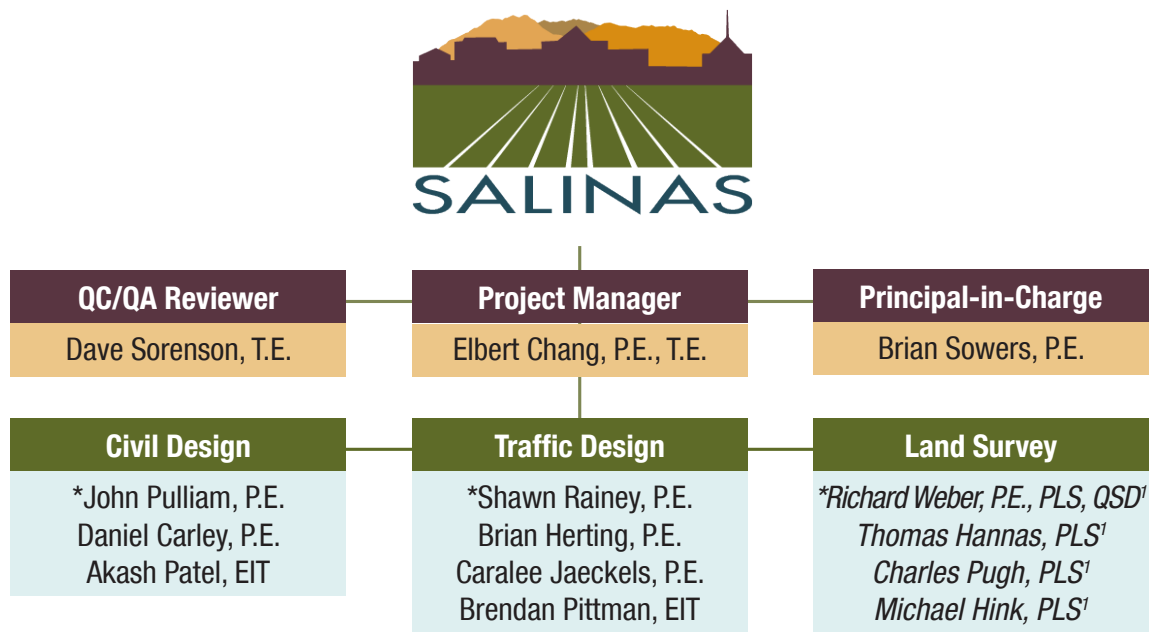 SALINAS
QC/QA Reviewer
Dave Sorenson, T.E.
Project Manager
Elbert Chang, P.E., T.E.
Principal-in-Charge
Brian Sowers, P.E.
Civil Design
*John Pulliam, P.E.
Daniel Carley, P.E.
Akash Patel, EIT
Traffic Design
*Shawn Rainey, P.E.
Brian Herting, P.E.
Caralee Jaeckels, P.E.
Brendan Pittman, EIT
Land Survey
*Richard Weber, P.E., PLS, QSD¹
Thomas Hannas, PLS¹
Charles Pugh, PLS¹
Michael Hink, PLS¹